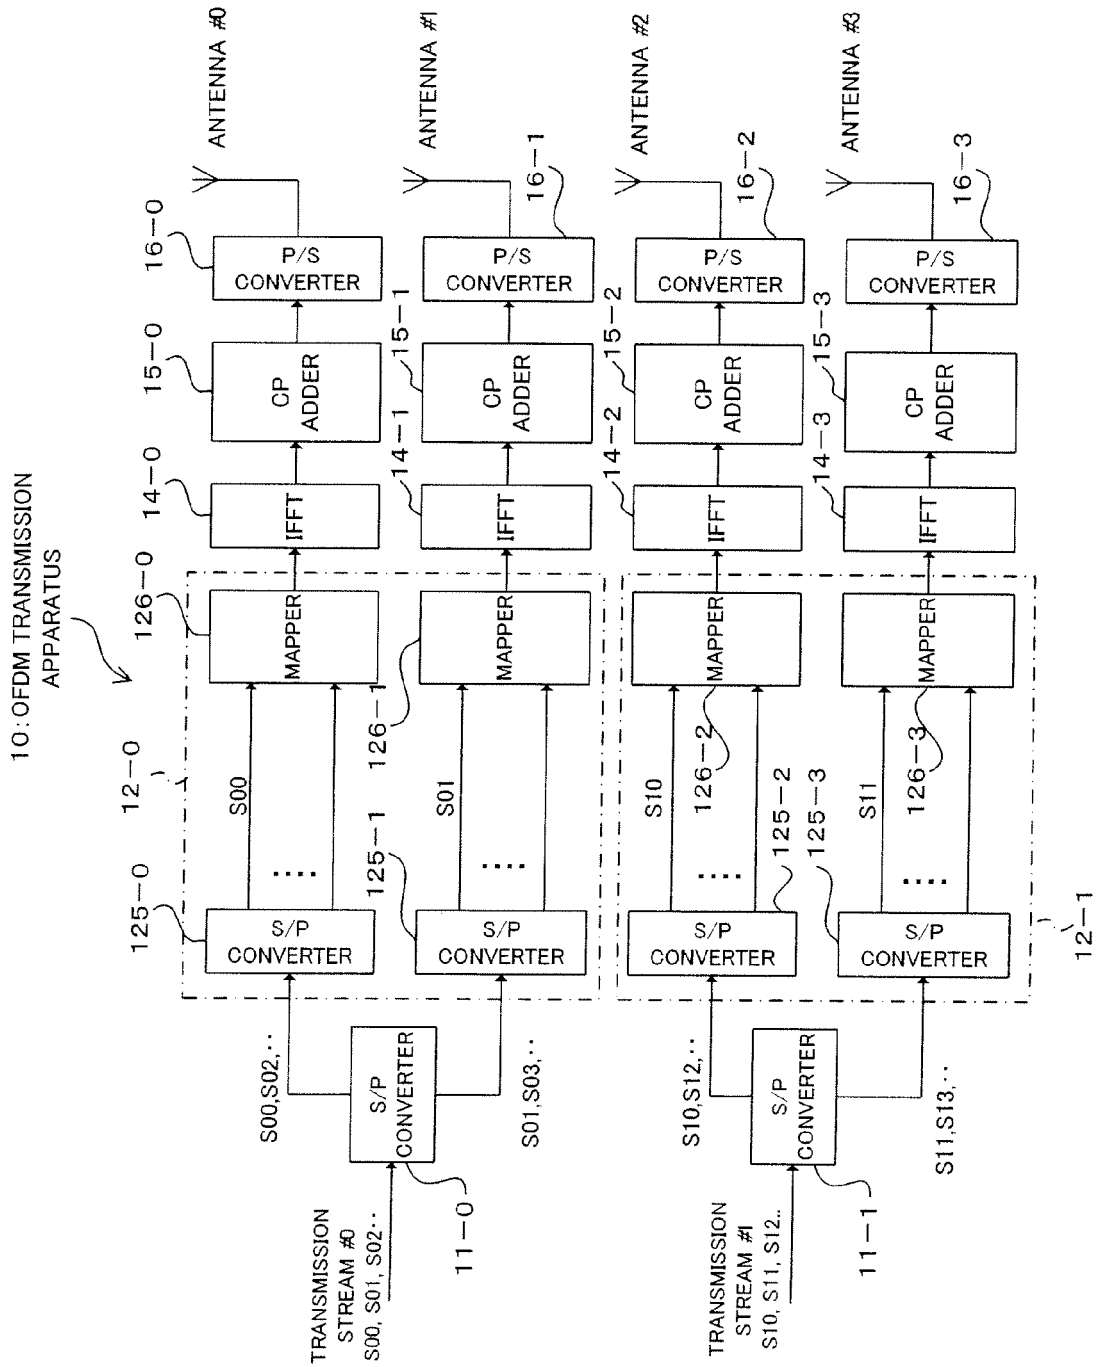 10:OFDM TRANSMISSION
APPARATUS
TRANSMISSION
STREAM #0
S00, S01, S02··
11-0
S/P
CONVERTER
S00,S02,··
S01,S03,··
12-0
125-0
S/P
CONVERTER
S00
····
126-0
MAPPER
14-0
IFFT
15-0
CP
ADDER
16-0
P/S
CONVERTER
ANTENNA #0
125-1
S/P
CONVERTER
S01
····
126-1
MAPPER
14-1
IFFT
15-1
CP
ADDER
16-1
P/S
CONVERTER
ANTENNA #1
TRANSMISSION
STREAM #1
S10, S11, S12..
11-1
S/P
CONVERTER
S10,S12,··
S11,S13,··
12-1
125-2
S/P
CONVERTER
S10
····
126-2
MAPPER
14-2
IFFT
15-2
CP
ADDER
16-2
P/S
CONVERTER
ANTENNA #2
125-3
S/P
CONVERTER
S11
····
126-3
MAPPER
14-3
IFFT
15-3
CP
ADDER
16-3
P/S
CONVERTER
ANTENNA #3